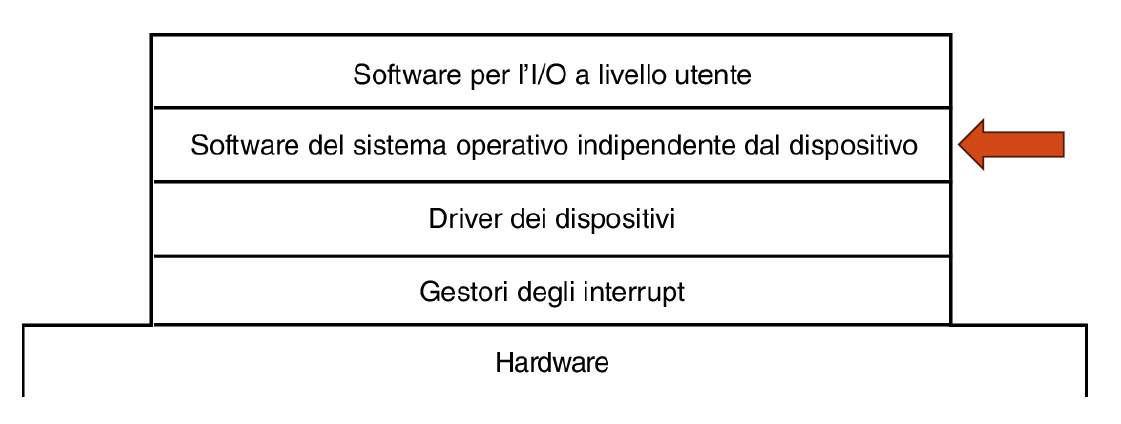 Software per l'I/O a livello utente
Software del sistema operativo indipendente dal dispositivo
Driver dei dispositivi
Gestori degli interrupt
Hardware